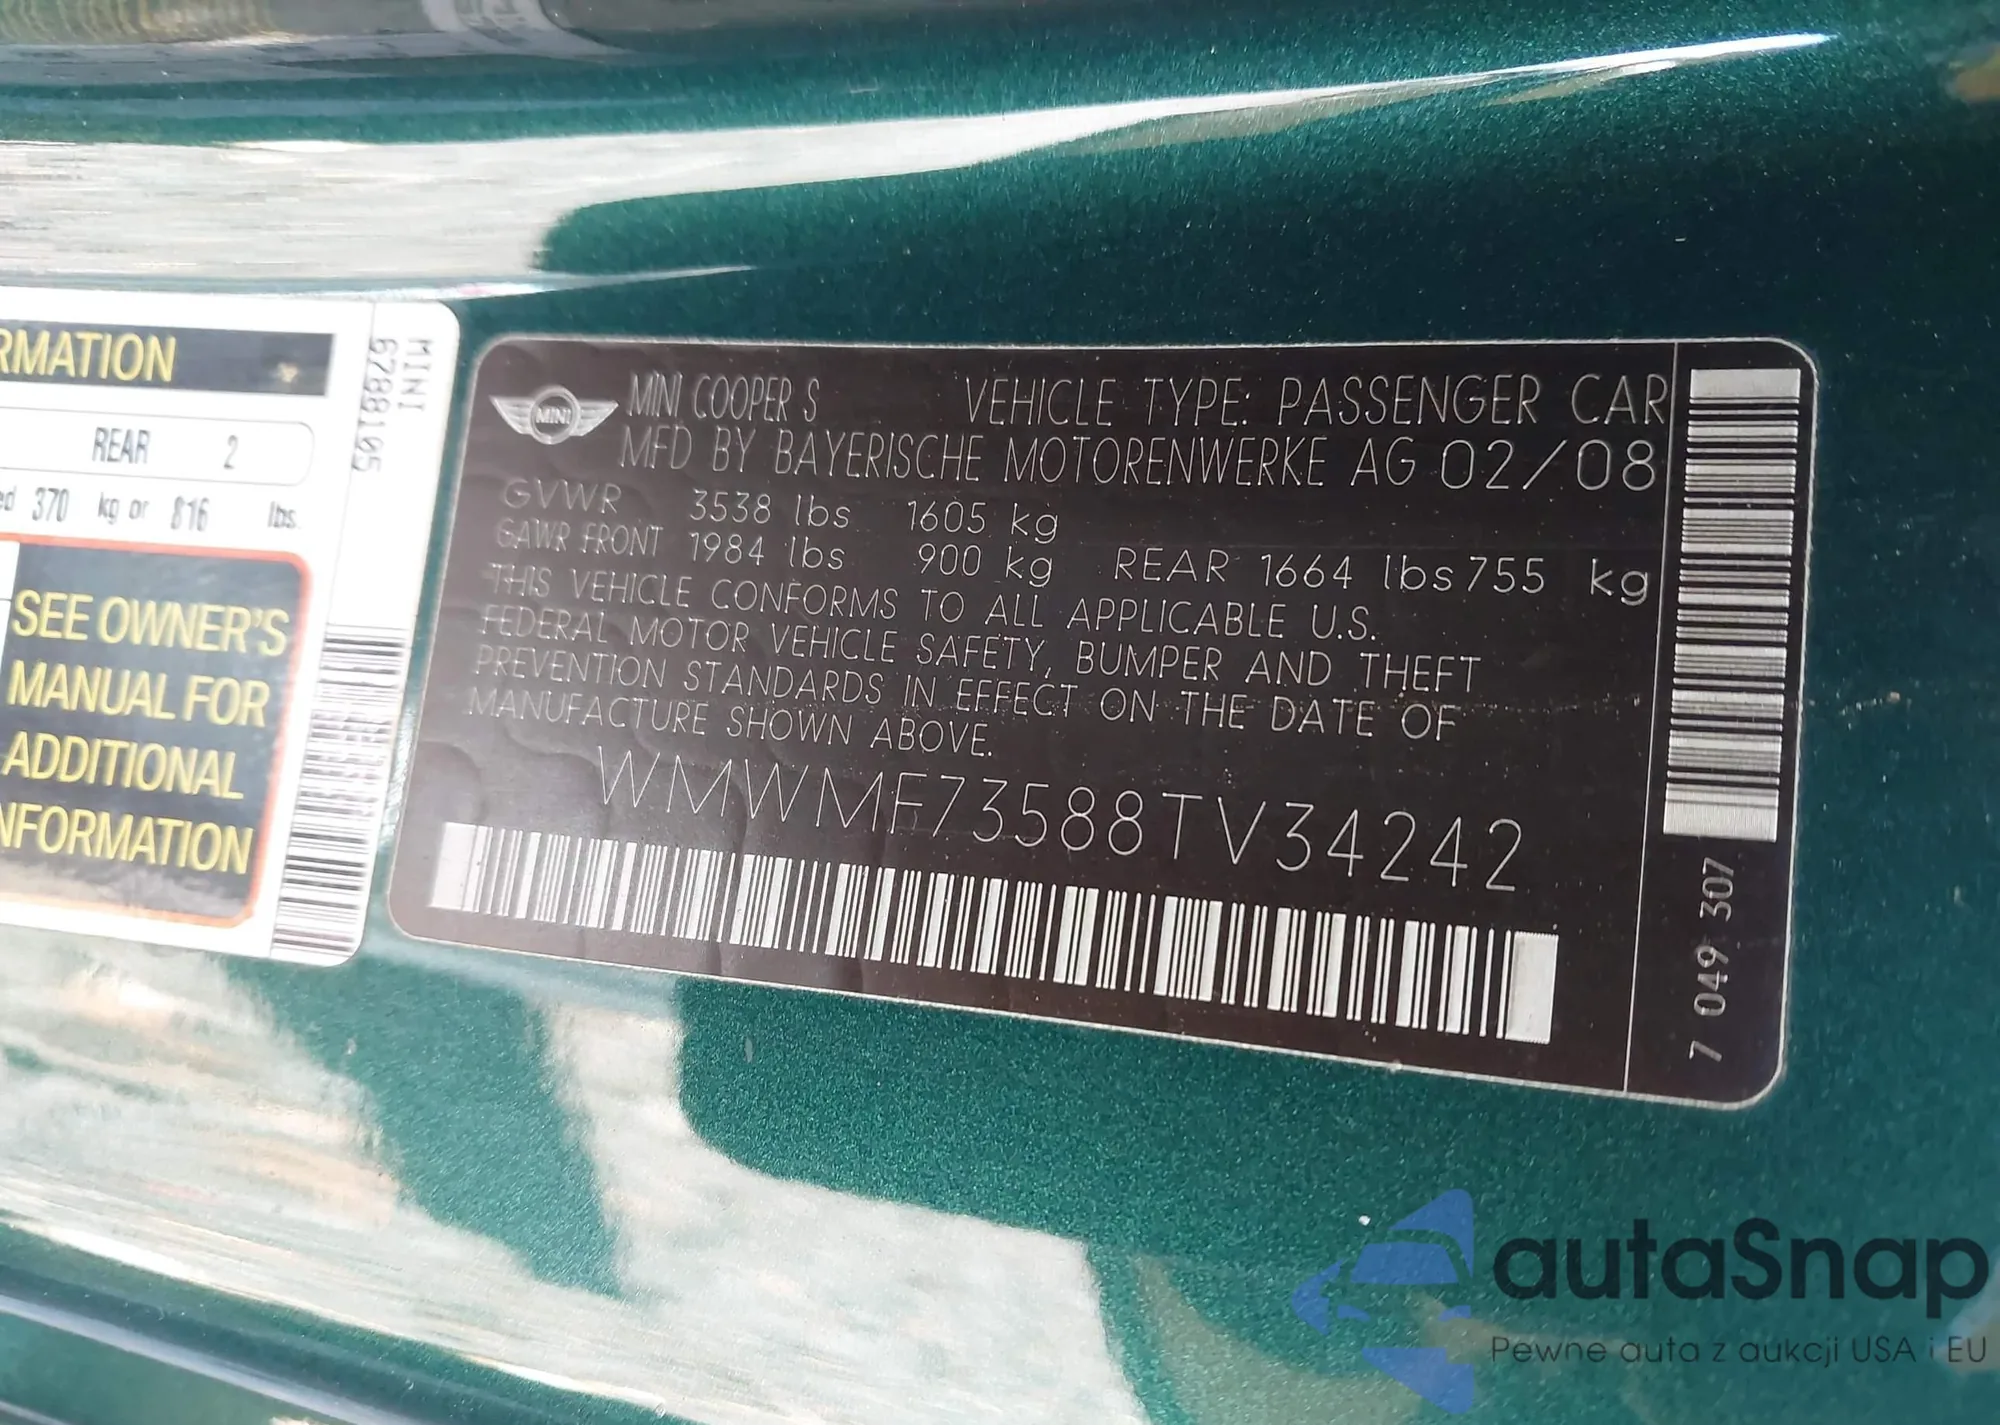 RMATION
REAR 2
ed 370 kg or 816 lbs.
SEE OWNER'S
MANUAL FOR
ADDITIONAL
NFORMATION
MINI
6788105
MINI
MINI COOPER S VEHICLE TYPE: PASSENGER CAR
MFD BY BAYERISCHE MOTORENWERKE AG 02/08
GVWR 3538 lbs 1605 kg
GAWR FRONT 1984 lbs 900 kg REAR 1664 lbs 755 kg
THIS VEHICLE CONFORMS TO ALL APPLICABLE U.S.
FEDERAL MOTOR VEHICLE SAFETY, BUMPER AND THEFT
PREVENTION STANDARDS IN EFFECT ON THE DATE OF
MANUFACTURE SHOWN ABOVE.
WMWMF73588TV34242
7 049 307
autaSnap
Pewne auta z aukcji USA i EU